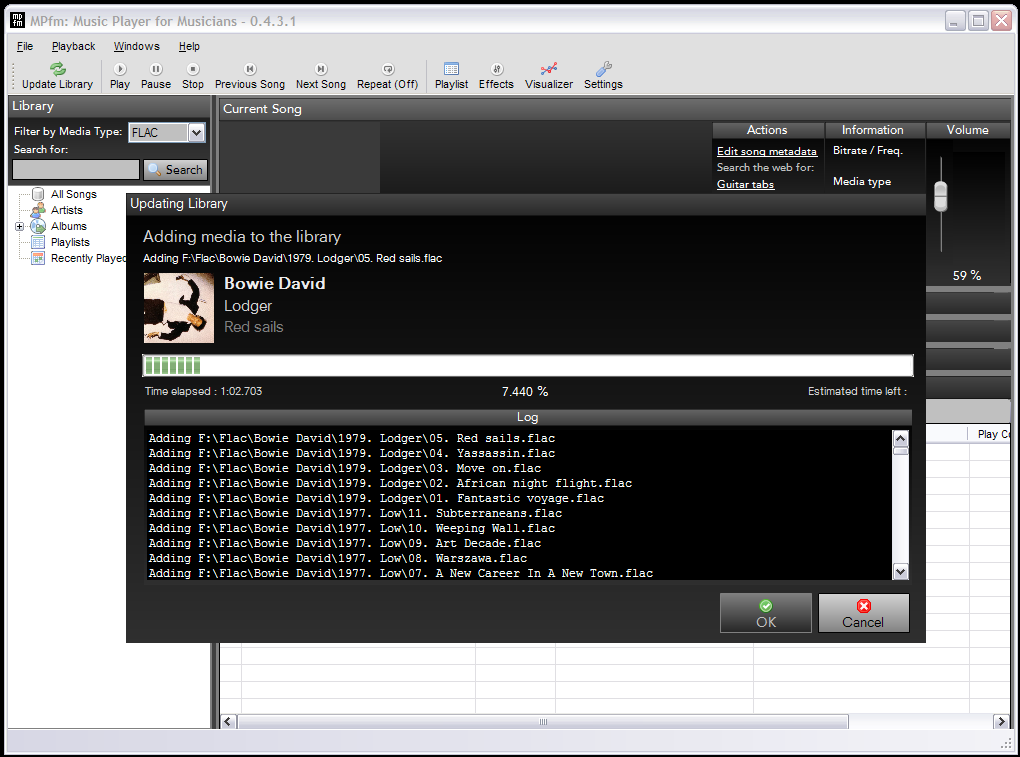 MPfm: Music Player for Musicians - 0.4.3.1
File Playback Windows Help
Update Library Play Pause Stop Previous Song Next Song Repeat (Off) Playlist Effects Visualizer Settings
Library
Filter by Media Type: FLAC
Search for:
Search
All Songs
Artists
Albums
Playlists
Recently Played
Current Song
Actions Information Volume
Edit song metadata Bitrate / Freq.
Search the web for:
Guitar tabs Media type
59 %
Play Co
Updating Library
Adding media to the library
Adding F:\Flac\Bowie David\1979. Lodger\05. Red sails.flac
Bowie David
Lodger
Red sails
Time elapsed : 1:02.703 7.440 % Estimated time left :
Log
Adding F:\Flac\Bowie David\1979. Lodger\05. Red sails.flac
Adding F:\Flac\Bowie David\1979. Lodger\04. Yassassin.flac
Adding F:\Flac\Bowie David\1979. Lodger\03. Move on.flac
Adding F:\Flac\Bowie David\1979. Lodger\02. African night flight.flac
Adding F:\Flac\Bowie David\1979. Lodger\01. Fantastic voyage.flac
Adding F:\Flac\Bowie David\1977. Low\11. Subterraneans.flac
Adding F:\Flac\Bowie David\1977. Low\10. Weeping Wall.flac
Adding F:\Flac\Bowie David\1977. Low\09. Art Decade.flac
Adding F:\Flac\Bowie David\1977. Low\08. Warszawa.flac
Adding F:\Flac\Bowie David\1977. Low\07. A New Career In A New Town.flac
OK Cancel